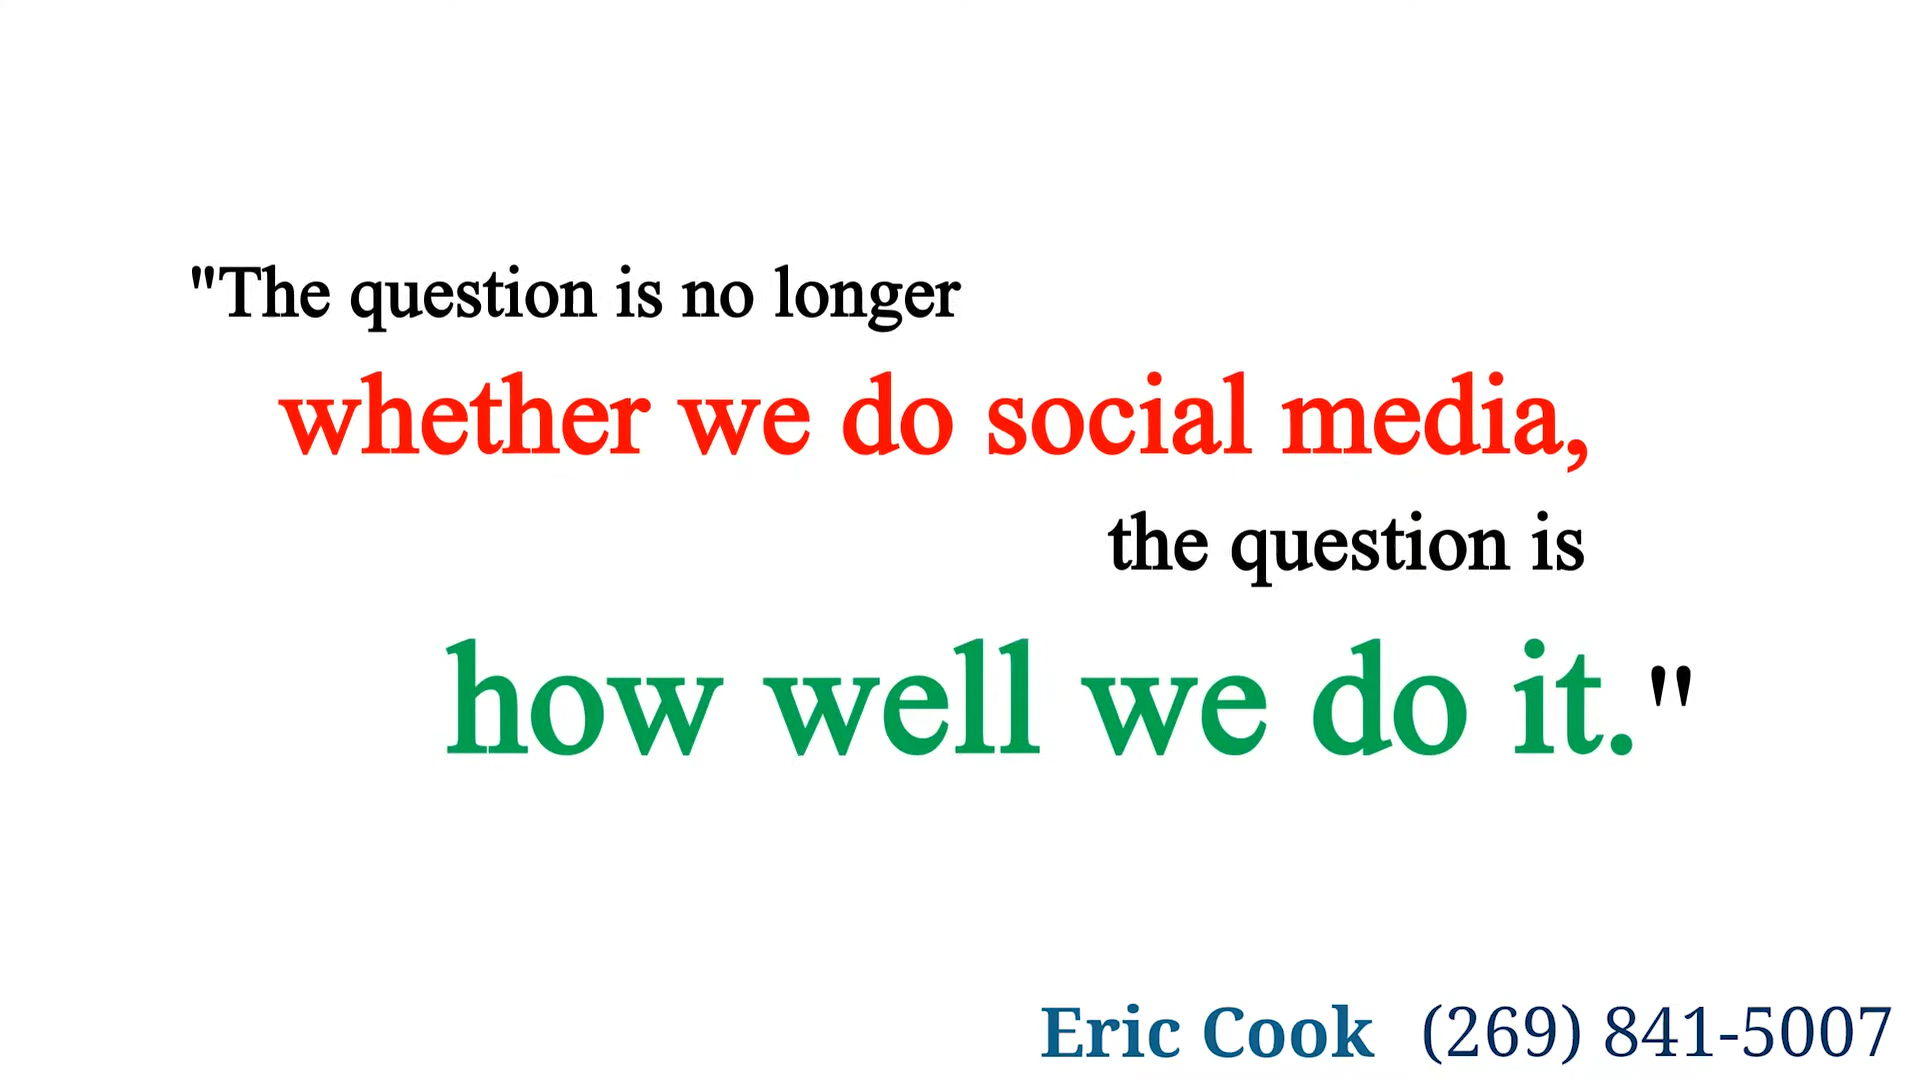 "The question is no longer
whether we do social media,
the question is
how well we do it."
Eric Cook (269) 841-5007